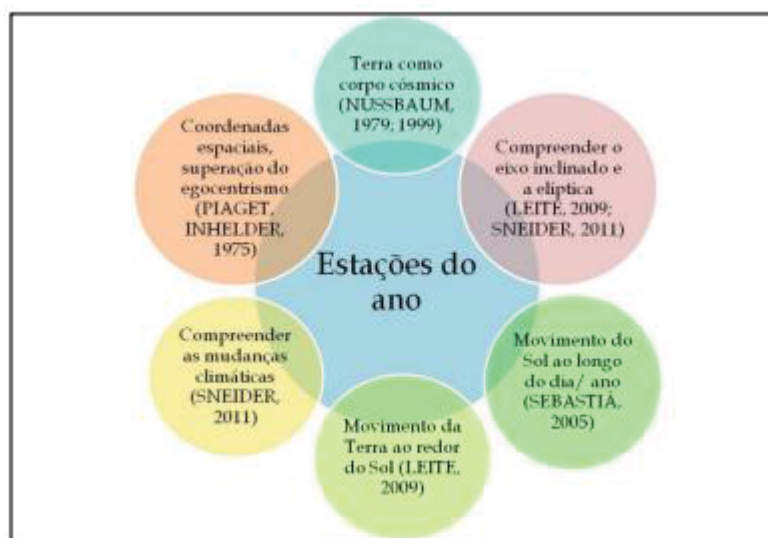 Terra como
corpo cósmico
(NUSSBAUM,
1979; 1999)
Compreender o
eixo inclinado e
a elíptica
(LEITE, 2009;
SNEIDER, 2011)
Movimento do
Sol ao longo
do dia/ ano
(SEBASTIÀ,
2005)
Movimento da
Terra ao redor
do Sol (LEITE,
2009)
Compreender
as mudanças
climáticas
(SNEIDER,
2011)
Coordenadas
espaciais,
superação do
egocentrismo
(PIAGET,
INHELDER,
1975)
Estações do
ano